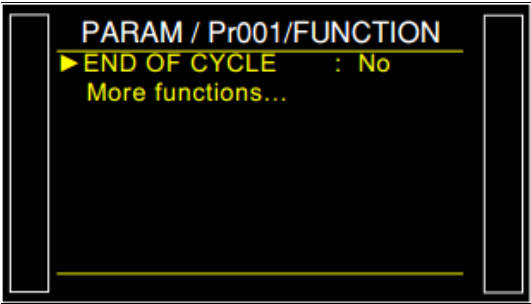 PARAM / Pr001/FUNCTION
►END OF CYCLE : No
More functions...